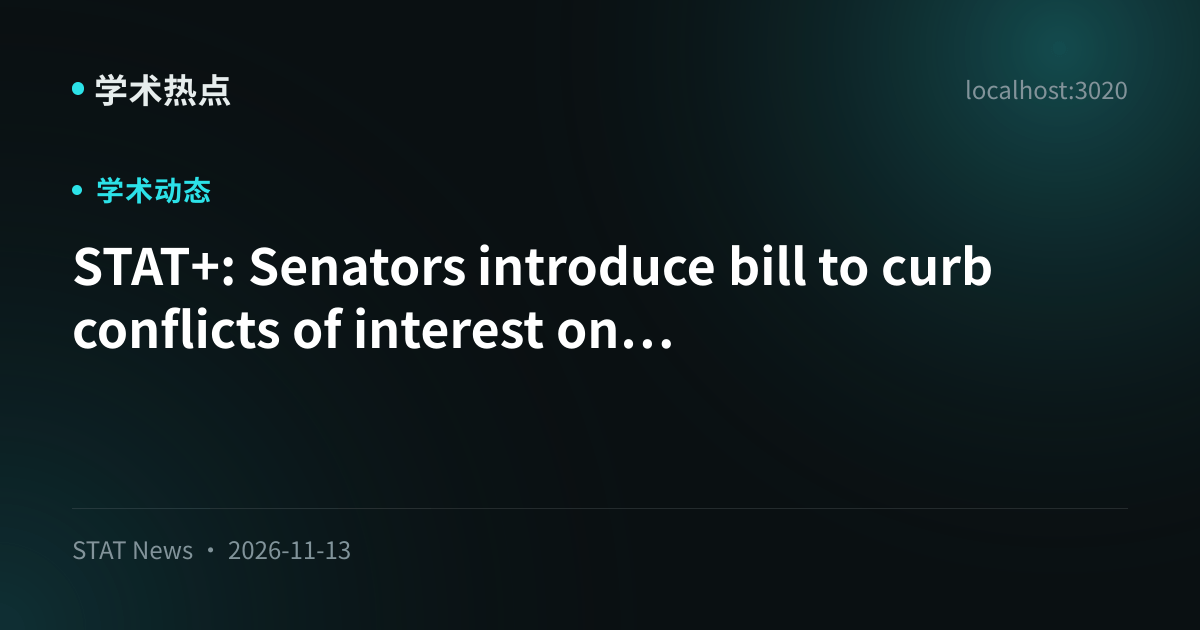 学术热点
localhost:3020
学术动态
STAT+: Senators introduce bill to curb
conflicts of interest on…
STAT News · 2026-11-13